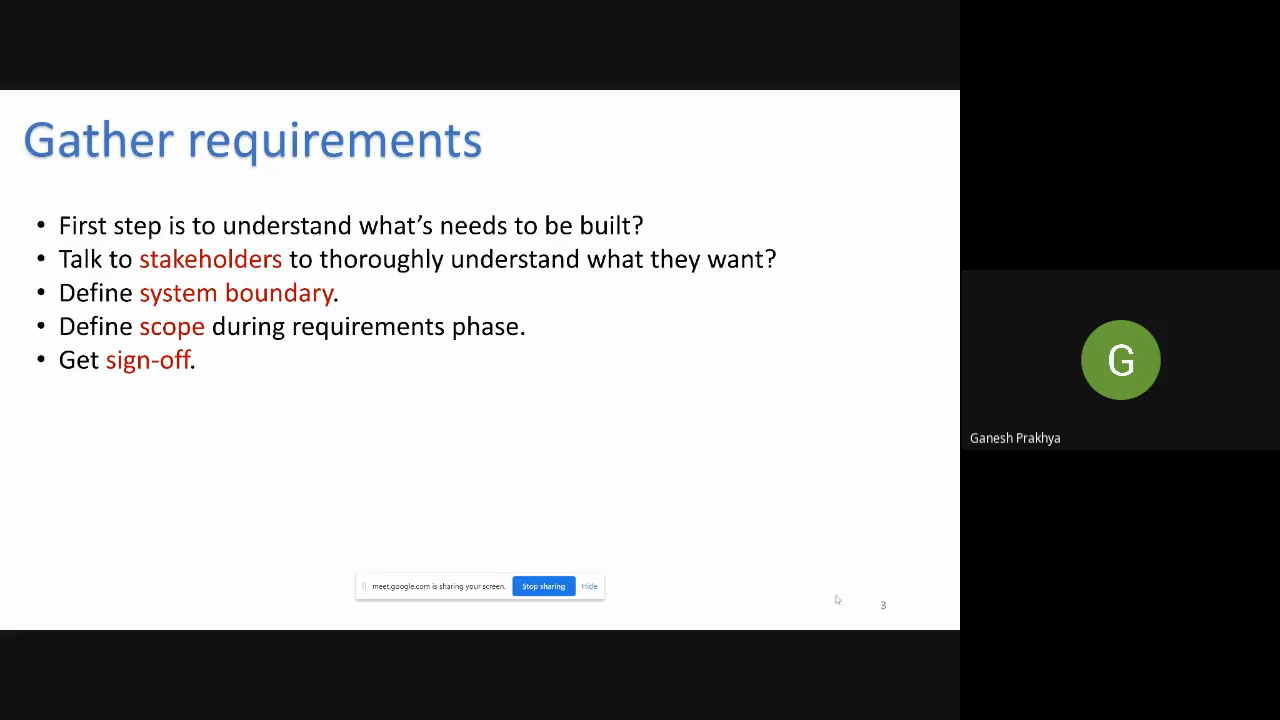 Gather requirements
• First step is to understand what's needs to be built?
• Talk to stakeholders to thoroughly understand what they want?
• Define system boundary.
• Define scope during requirements phase.
• Get sign-off.
G
Ganesh Prakhya
meet.google.com is sharing your screen. Stop sharing Hide
3